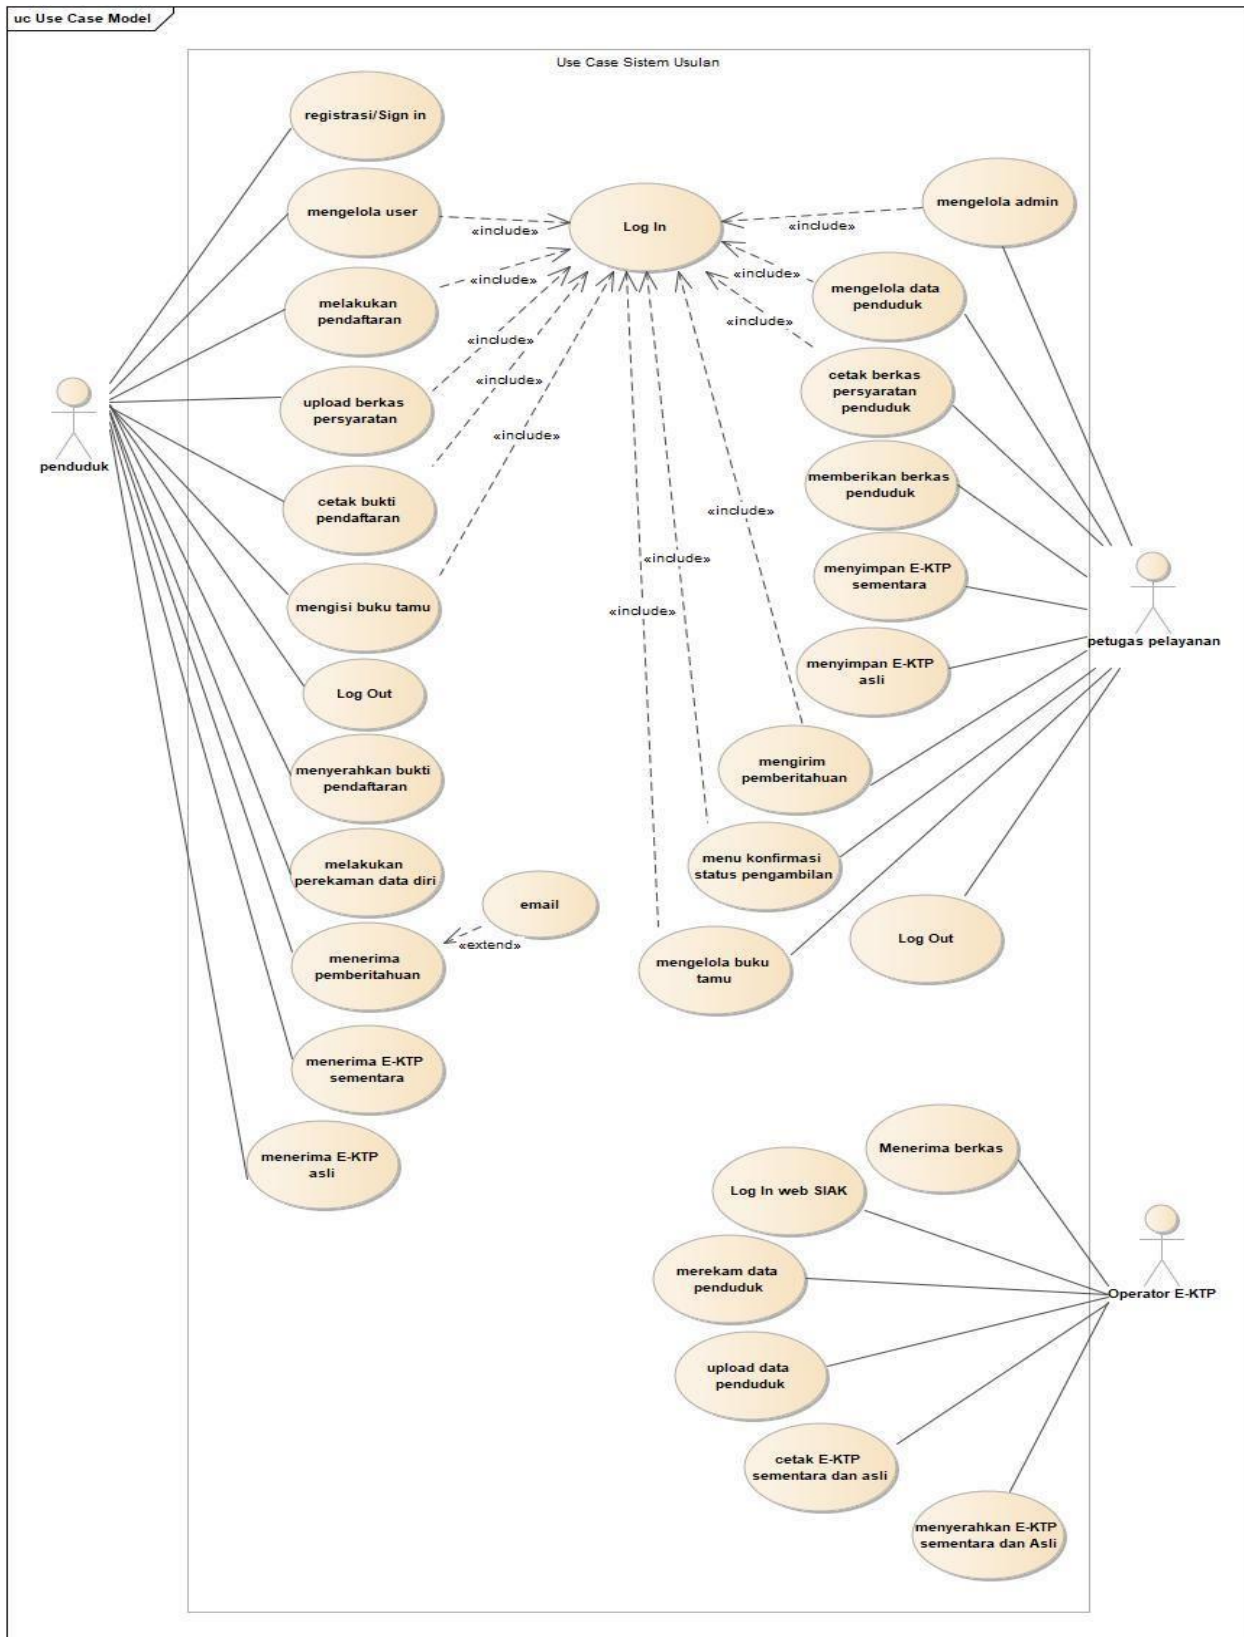 uc Use Case Model
Use Case Sistem Usulan
registrasi/Sign in
mengelola user
melakukan
pendaftaran
upload berkas
persyaratan
cetak bukti
pendaftaran
mengisi buku tamu
Log Out
menyerahkan bukti
pendaftaran
melakukan
perekaman data diri
menerima
pemberitahuan
menerima E-KTP
sementara
menerima E-KTP
asli
penduduk
email
«extend»
Log In
«include»
«include»
«include»
«include»
«include»
«include»
«include»
«include»
«include»
«include»
«include»
mengelola admin
mengelola data
penduduk
cetak berkas
persyaratan
penduduk
memberikan berkas
penduduk
menyimpan E-KTP
sementara
menyimpan E-KTP
asli
mengirim
pemberitahuan
menu konfirmasi
status pengambilan
mengelola buku
tamu
Log Out
petugas pelayanan
Menerima berkas
Log In web SIAK
merekam data
penduduk
upload data
penduduk
cetak E-KTP
sementara dan asli
menyerahkan E-KTP
sementara dan Asli
Operator E-KTP